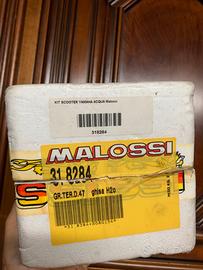 KIT SCOOTER YAMAHA ACQUA Malossi
318284
MALOSSI
31 8284
GR.TER.D.47 ghisa H2o